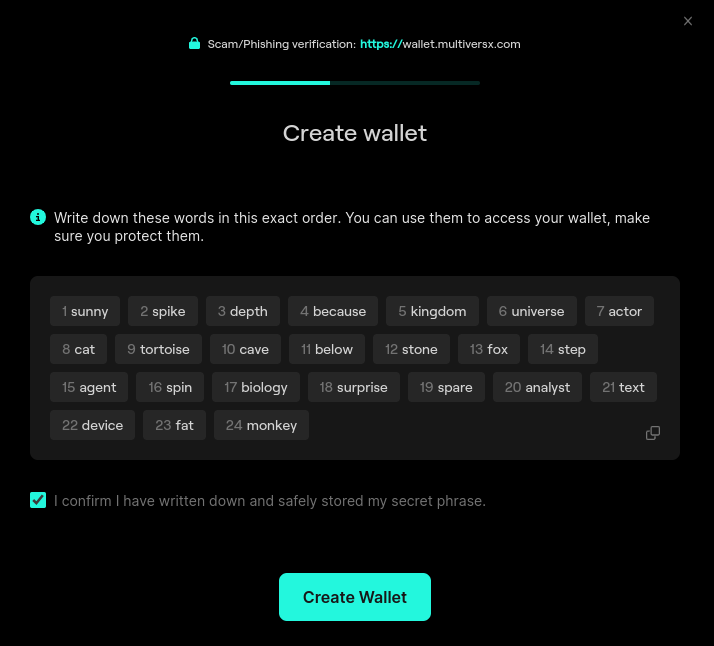 Scam/Phishing verification: https://wallet.multiversx.com
Create wallet
Write down these words in this exact order. You can use them to access your wallet, make
sure you protect them.
1 sunny 2 spike 3 depth 4 because 5 kingdom 6 universe 7 actor
8 cat 9 tortoise 10 cave 11 below 12 stone 13 fox 14 step
15 agent 16 spin 17 biology 18 surprise 19 spare 20 analyst 21 text
22 device 23 fat 24 monkey
I confirm I have written down and safely stored my secret phrase.
Create Wallet